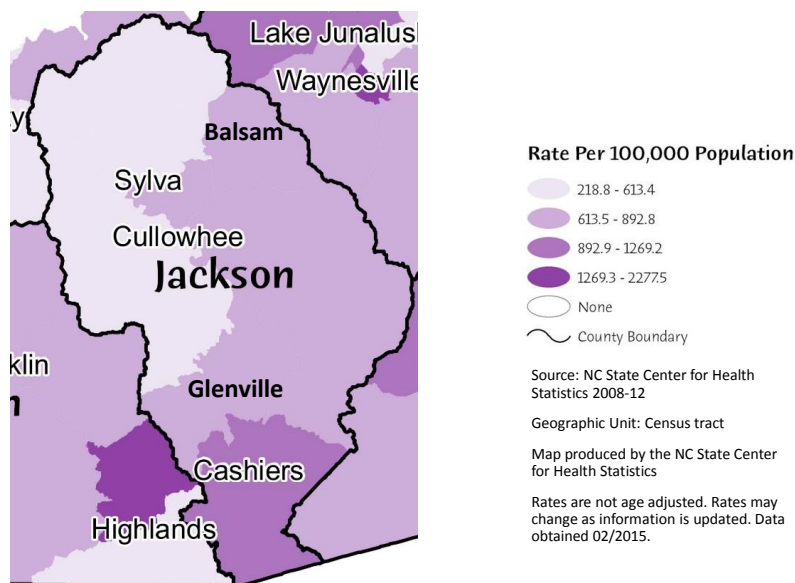 Lake Junalus
Waynesville
y
Balsam
Sylva
Cullowhee
Jackson
klin
n
Glenville
Cashiers
Highlands
Rate Per 100,000 Population
218.8 - 613.4
613.5 - 892.8
892.9 - 1269.2
1269.3 - 2277.5
None
County Boundary
Source: NC State Center for Health
Statistics 2008-12
Geographic Unit: Census tract
Map produced by the NC State Center
for Health Statistics
Rates are not age adjusted. Rates may
change as information is updated. Data
obtained 02/2015.